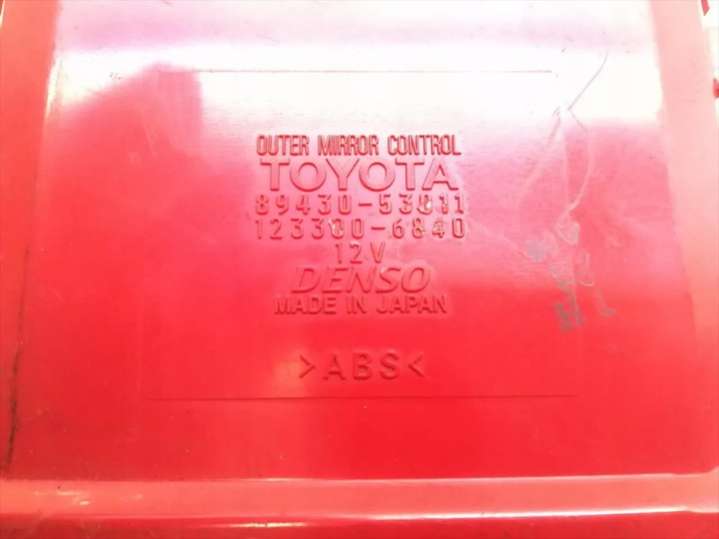 OUTER MIRROR CONTROL
TOYOTA
89430-53011
123300-6840
12V
DENSO
MADE IN JAPAN
>ABS<